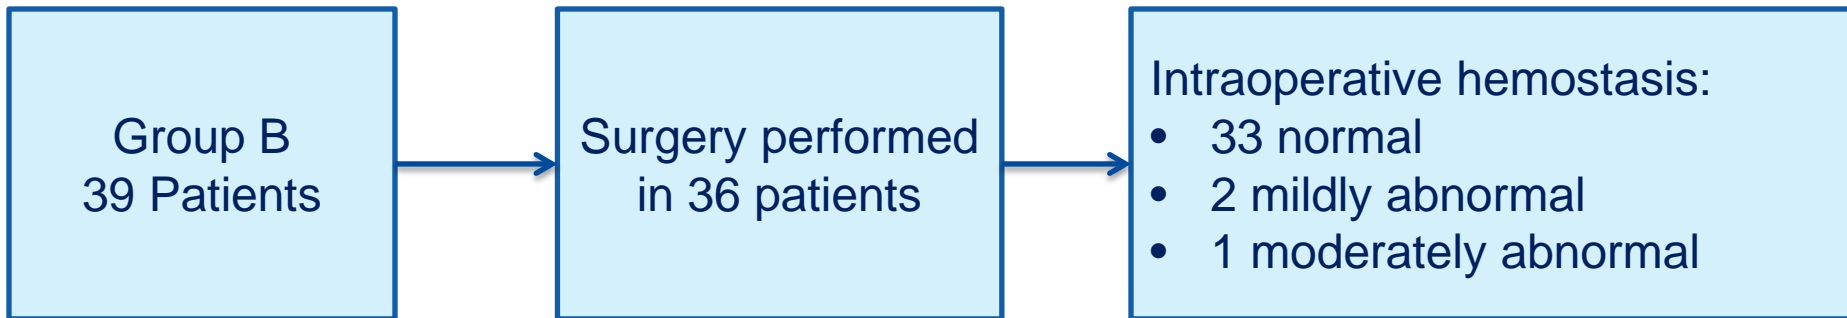 Group B
39 Patients
Surgery performed
in 36 patients
Intraoperative hemostasis:
• 33 normal
• 2 mildly abnormal
• 1 moderately abnormal